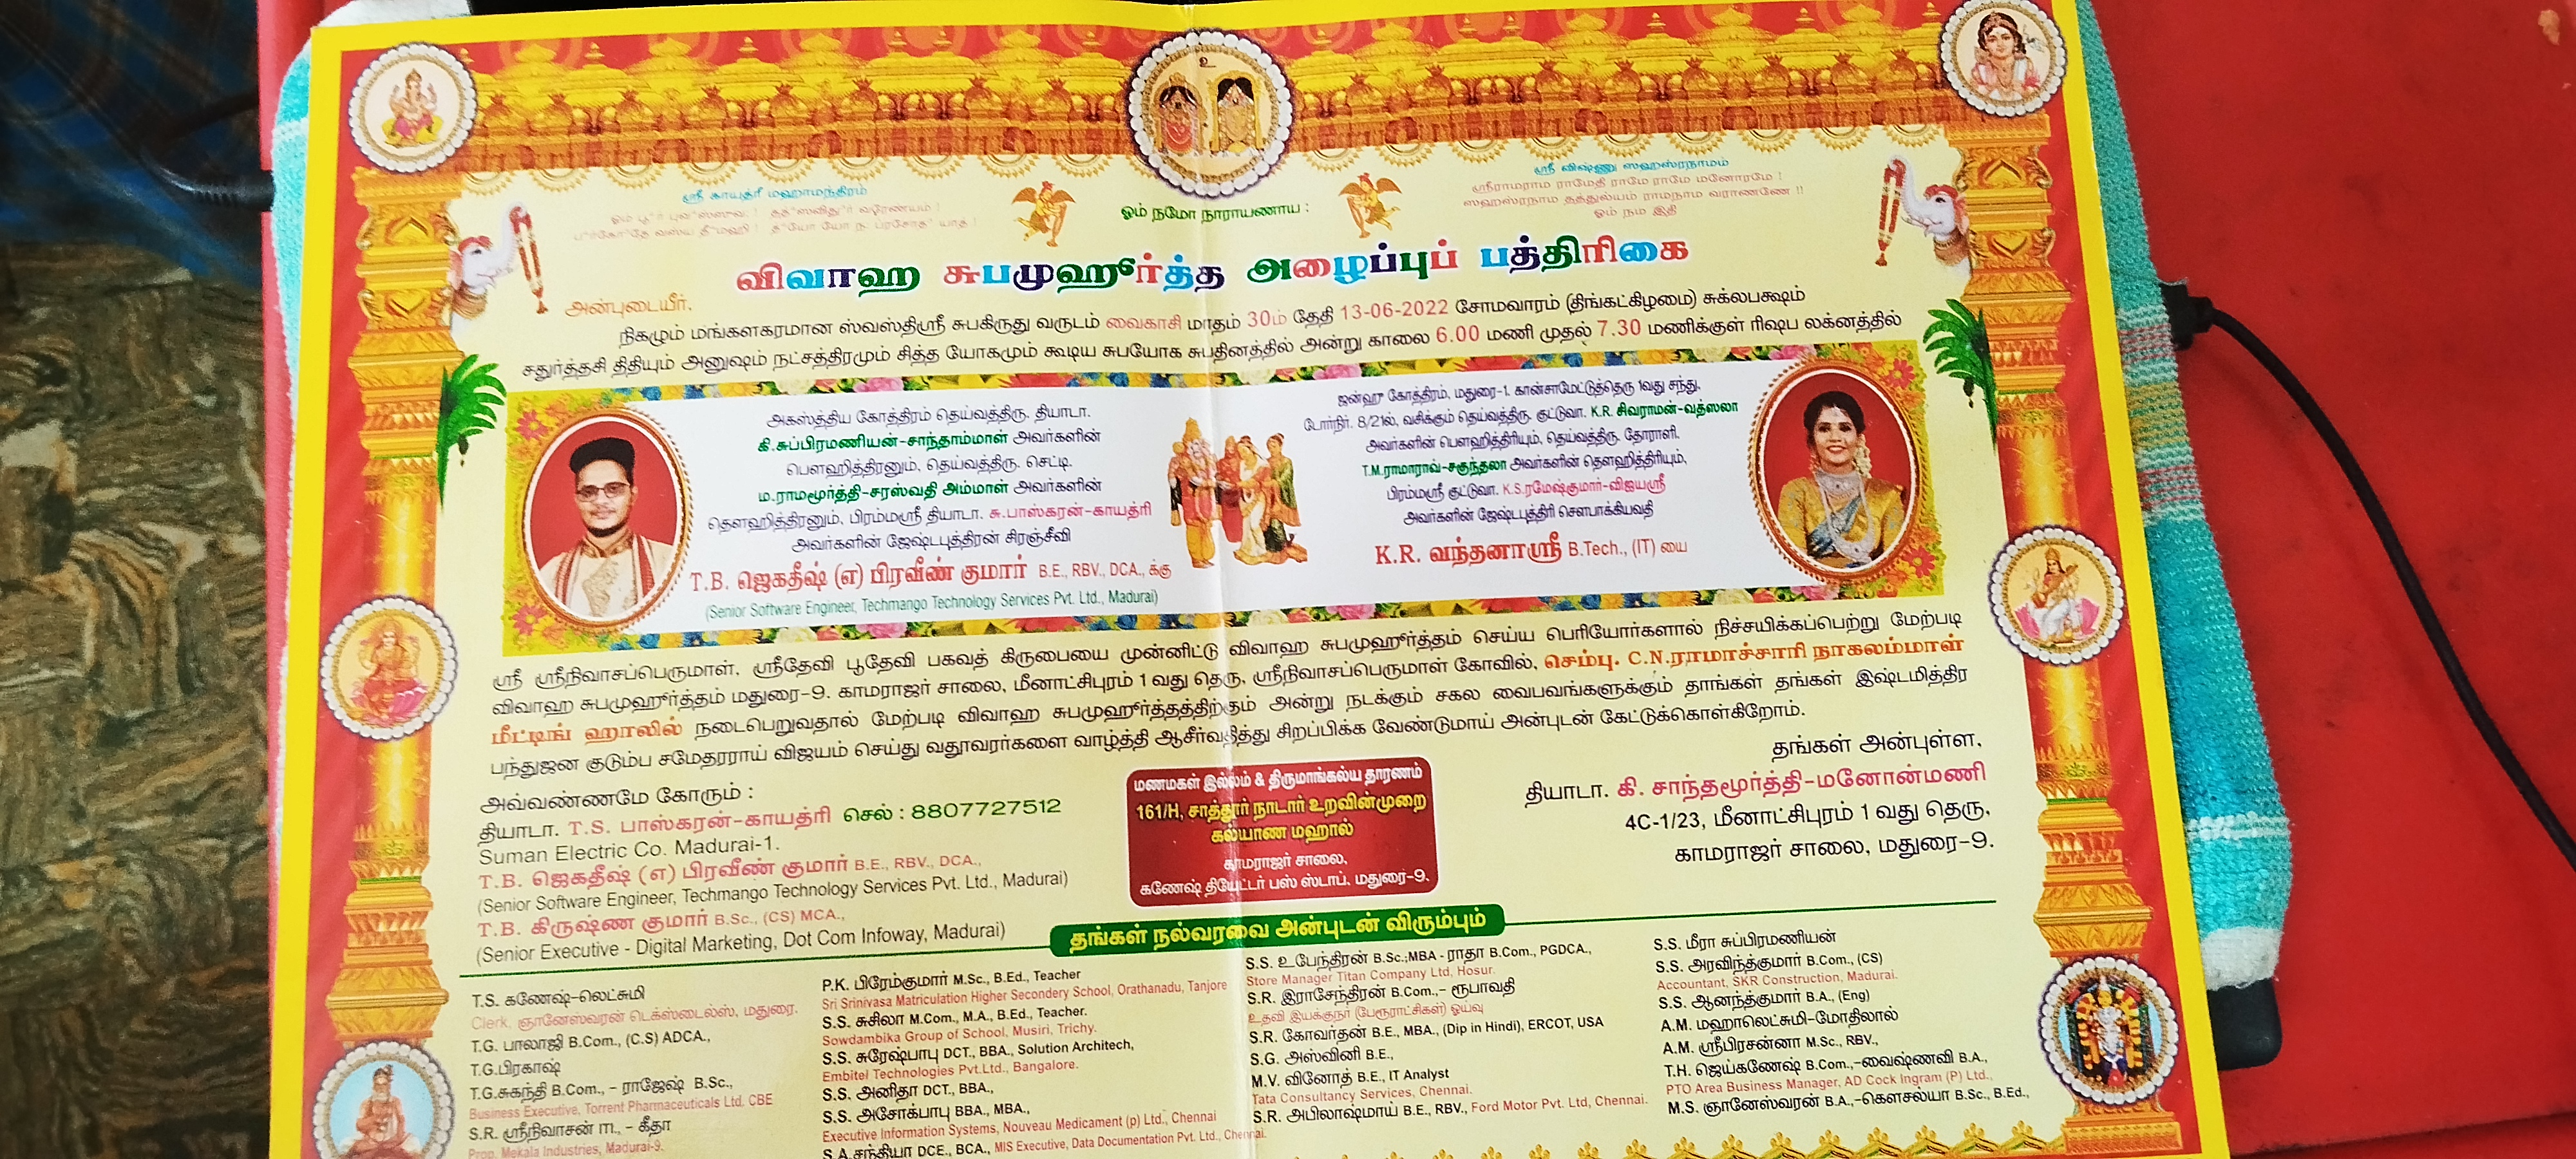 உ
ஸ்ரீ காயத்ரீ மஹாமந்திரம்
ஸ்ரீ விஷ்ணு ஸஹஸ்ரநாமம்
ஸ்ரீராமராம ராமேதி ராமே ராமே மனோரமே !
ஸஹஸ்ரநாம தத்துல்யம் ராமநாம வராணணே !!
ஓம் நம இதி
ஓம் நமோ நாராயணாய :
விவாஹ சுபமுஹூர்த்த அழைப்புப் பத்திரிகை
அன்புடையீர்.
நிகழும் மங்களகரமான ஸ்வஸ்திஸ்ரீ சுபகிருது வருடம் வைகாசி மாதம் 30ம் தேதி 13-06-2022 சோமவாரம் (திங்கட்கிழமை) சுக்லபக்ஷம்
சதுர்த்தசி திதியும் அனுஷம் நட்சத்திரமும் சித்த யோகமும் கூடிய சுபயோக சுபதினத்தில் அன்று காலை 6.00 மணி முதல் 7.30 மணிக்குள் ரிஷப லக்னத்தில்
அகஸ்த்திய கோத்திரம் தெய்வத்திரு. தியாடா.
கி.சுப்பிரமணியன்-சாந்தாம்மாள் அவர்களின்
பௌஹித்திரனும், தெய்வத்திரு. செட்டி.
ம.ராமமூர்த்தி-சரஸ்வதி அம்மாள் அவர்களின்
தௌஹித்திரனும், பிரம்மஸ்ரீ தியாடா. சு.பாஸ்கரன்-காயத்ரி
அவர்களின் ஜேஷ்டபுத்திரன் சிரஞ்சீவி
T.B. ஜெகதீஷ் (எ) பிரவீண் குமார் B.E., RBV., DCA., க்கு
(Senior Software Engineer, Techmango Technology Services Pvt. Ltd., Madurai)
ஜன்ஹு கோத்திரம், மதுரை-1, கான்சாமேட்டுத்தெரு 1வது சந்து,
டோர்நிர். 8/21ல், வசிக்கும் தெய்வத்திரு. குட்டுவா. K.R. சிவராமன்-வத்ஸலா
அவர்களின் பௌஹித்திரியும், தெய்வத்திரு. தோராளி.
T.M.ராமாராவ்-சகுந்தலா அவர்களின் தௌஹித்திரியும்,
பிரம்மஸ்ரீ குட்டுவா. K.S.ரமேஷ்குமார்-விஜயஸ்ரீ
அவர்களின் ஜேஷ்டபுத்திரி சௌபாக்கியவதி
K.R. வந்தனாஸ்ரீ B.Tech., (IT) யை
ஸ்ரீ ஸ்ரீநிவாசப்பெருமாள், ஸ்ரீதேவி பூதேவி பகவத் கிருபையை முன்னிட்டு விவாஹ சுபமுஹூர்த்தம் செய்ய பெரியோர்களால் நிச்சயிக்கப்பெற்று மேற்படி
விவாஹ சுபமுஹூர்த்தம் மதுரை-9. காமராஜர் சாலை, மீனாட்சிபுரம் 1 வது தெரு, ஸ்ரீநிவாசப்பெருமாள் கோவில், செம்பு. C.N.ராமாச்சாரி நாகலம்மாள்
மீட்டிங் ஹாலில் நடைபெறுவதால் மேற்படி விவாஹ சுபமுஹூர்த்தத்திற்கும் அன்று நடக்கும் சகல வைபவங்களுக்கும் தாங்கள் தங்கள் இஷ்டமித்திர
பந்துஜன குடும்ப சமேதரராய் விஜயம் செய்து வதூவரர்களை வாழ்த்தி ஆசீர்வதித்து சிறப்பிக்க வேண்டுமாய் அன்புடன் கேட்டுக்கொள்கிறோம்.
அவ்வண்ணமே கோரும் :
தியாடா. T.S. பாஸ்கரன்-காயத்ரி செல் : 8807727512
Suman Electric Co. Madurai-1.
T.B. ஜெகதீஷ் (எ) பிரவீண் குமார் B.E., RBV., DCA.,
(Senior Software Engineer, Techmango Technology Services Pvt. Ltd., Madurai)
T.B. கிருஷ்ண குமார் B.Sc., (CS) MCA.,
(Senior Executive - Digital Marketing, Dot Com Infoway, Madurai)
மணமகள் இல்லம் & திருமாங்கல்ய தாரணம்
161/H, சாத்தூர் நாடார் உறவின்முறை
கல்யாண மஹால்
காமராஜர் சாலை,
கணேஷ் தியேட்டர் பஸ் ஸ்டாப், மதுரை-9.
தங்கள் அன்புள்ள,
தியாடா. கி. சாந்தமூர்த்தி-மனோன்மணி
4C-1/23, மீனாட்சிபுரம் 1 வது தெரு,
காமராஜர் சாலை, மதுரை-9.
தங்கள் நல்வரவை அன்புடன் விரும்பும்
T.S. கணேஷ்-லெட்சுமி
Clerk, ஞானேஸ்வரன் டெக்ஸ்டைல்ஸ், மதுரை.
T.G. பாலாஜி B.Com., (C.S) ADCA.,
T.G.பிரகாஷ்
T.G.சுகந்தி B.Com., - ராஜேஷ் B.Sc.,
Business Executive, Torrent Pharmaceuticals Ltd. CBE
S.R. ஸ்ரீநிவாசன் ITI., - கீதா
Prop. Mekala Industries, Madurai-9.
P.K. பிரேம்குமார் M.Sc., B.Ed., Teacher
Sri Srinivasa Matriculation Higher Secondery School, Orathanadu, Tanjore
S.S. சுசிலா M.Com., M.A., B.Ed., Teacher.
Sowdambika Group of School, Musiri, Trichy.
S.S. சுரேஷ்பாபு DCT., BBA., Solution Architech,
Embitel Technologies Pvt.Ltd., Bangalore.
S.S. அனிதா DCT., BBA.,
S.S. அசோக்பாபு BBA., MBA.,
Executive Information Systems, Nouveau Medicament (p) Ltd., Chennai
S.A.சந்தியா DCE., BCA., MIS Executive, Data Documentation Pvt. Ltd., Chennai.
S.S. உபேந்திரன் B.Sc.;MBA - ராதா B.Com., PGDCA.,
Store Manager Titan Company Ltd, Hosur.
S.R. இராசேந்திரன் B.Com.,- ரூபாவதி
உதவி இயக்குநர் (பேரூராட்சிகள்) ஓய்வு
S.R. கோவர்தன் B.E., MBA., (Dip in Hindi), ERCOT, USA
S.G. அஸ்வினி B.E.,
M.V. வினோத் B.E., IT Analyst
Tata Consultancy Services, Chennai.
S.R. அபிலாஷ்மாய் B.E., RBV., Ford Motor Pvt. Ltd, Chennai.
S.S. மீரா சுப்பிரமணியன்
S.S. அரவிந்த்குமார் B.Com., (CS)
Accountant, SKR Construction, Madurai.
S.S. ஆனந்த்குமார் B.A., (Eng)
A.M. மஹாலெட்சுமி-மோதிலால்
A.M. ஸ்ரீபிரசன்னா M.Sc., RBV.,
T.H. ஜெய்கணேஷ் B.Com.,-வைஷ்ணவி B.A.,
PTO Area Business Manager, AD Cock Ingram (P) Ltd.,
M.S. ஞானேஸ்வரன் B.A.,-கௌசல்யா B.Sc., B.Ed.,